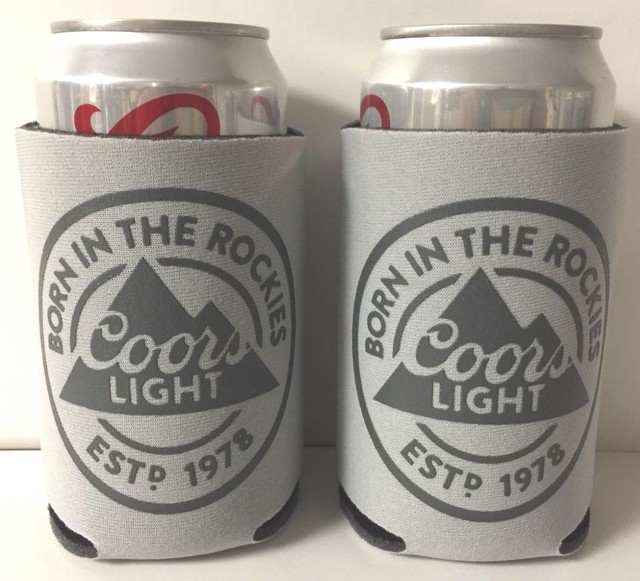 BORN IN THE ROCKIES
Coors
LIGHT
ESTD 1978
BORN IN THE ROCKIES
Coors
LIGHT
ESTD 1978